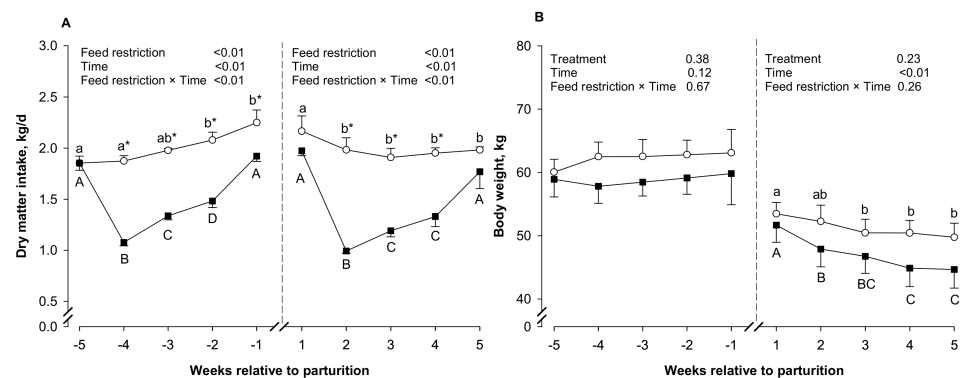 A
Dry matter intake, kg/d
3.0
2.5
2.0
1.5
1.0
0.5
0.0
Feed restriction <0.01
Time <0.01
Feed restriction × Time <0.01
Feed restriction <0.01
Time <0.01
Feed restriction × Time <0.01
a a* ab* b* b*
A B C D A
a b* b* b* b
A B C C A
-5 -4 -3 -2 -1 1 2 3 4 5
Weeks relative to parturition
B
Body weight, kg
80
70
60
50
40
0
Treatment 0.38
Time 0.12
Feed restriction × Time 0.67
Treatment 0.23
Time <0.01
Feed restriction × Time 0.26
a ab b b b
A B BC C C
-5 -4 -3 -2 -1 1 2 3 4 5
Weeks relative to parturition